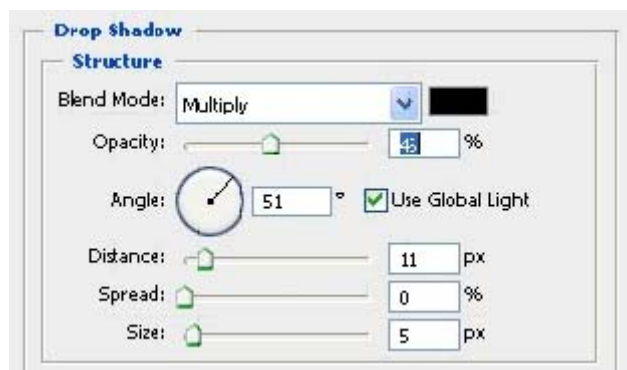 Drop Shadow
Structure
Blend Mode: Multiply
Opacity: %
Angle: 51 ° Use Global Light
Distance: 11 px
Spread: 0 %
Size: 5 px